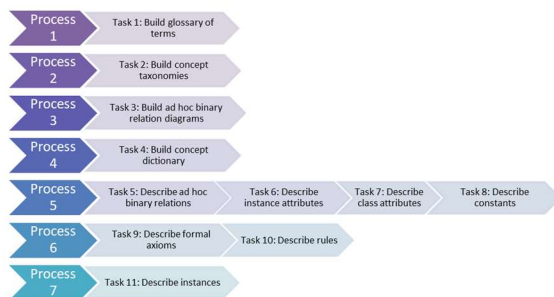 Process
1
Task 1: Build glossary of
terms
Process
2
Task 2: Build concept
taxonomies
Process
3
Task 3: Build ad hoc binary
relation diagrams
Process
4
Task 4: Build concept
dictionary
Process
5
Task 5: Describe ad hoc
binary relations
Task 6: Describe
instance attributes
Task 7: Describe
class attributes
Task 8: Describe
constants
Process
6
Task 9: Describe formal
axioms
Task 10: Describe rules
Process
7
Task 11: Describe instances